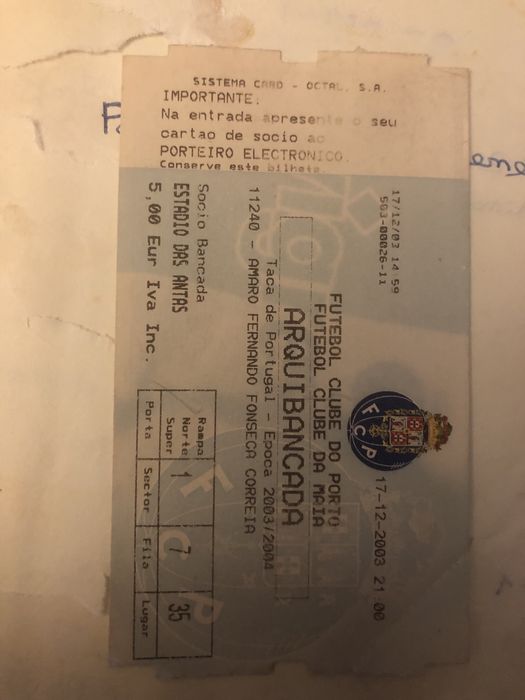 SISTEMA CARD - OCTAL, S.A.
IMPORTANTE.
Na entrada apresente o seu
cartao de socio ao
PORTEIRO ELECTRONICO.
Conserve este bilhete.
17/12/03 14 59
503-00026-11
17-12-2003 21 00
FCP
FUTEBOL CLUBE DO PORTO
FUTEBOL CLUBE DA MAIA
ARQUIBANCADA
Taca de Portugal - Epoca 2003/2004
11240 - AMARO FERNANDO FONSECA CORREIA
Socio Bancada
ESTADIO DAS ANTAS
5,00 Eur Iva Inc.
Rampa
Norte 1 7 35
Super
Porta Sector Fila Lugar
FCP